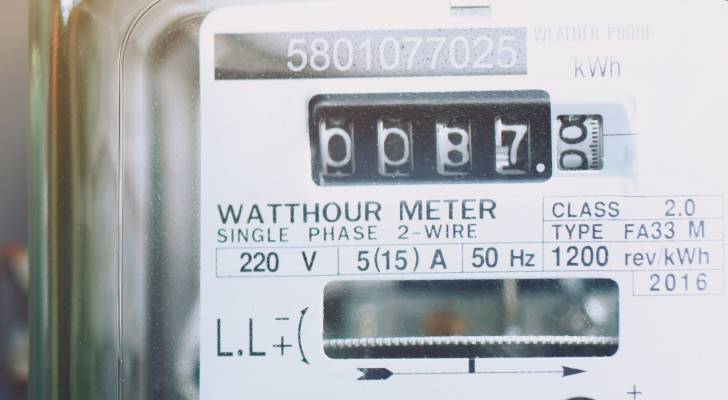 5801077025
WEATHER PROOF
kWh
0087.
WATTHOUR METER
SINGLE PHASE 2-WIRE
CLASS 2.0
TYPE FA33 M
220 V 5(15) A 50 Hz 1200 rev/kWh
2016
L.L